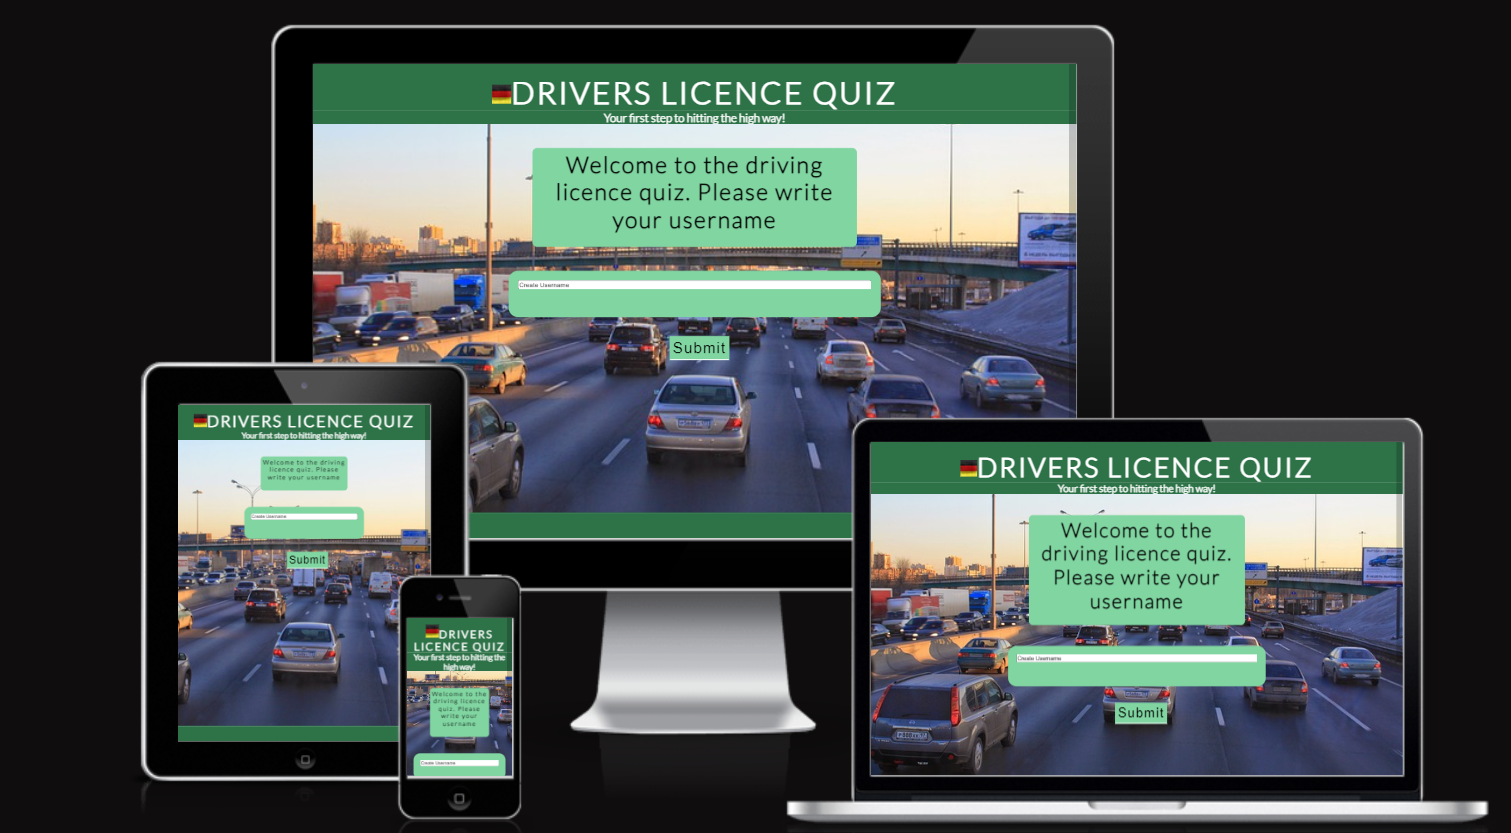 DRIVERS LICENCE QUIZ
Your first step to hitting the high way!
Welcome to the driving
licence quiz. Please write
your username
Create Username
Submit
DRIVERS LICENCE QUIZ
Your first step to hitting the high way!
Welcome to the driving
licence quiz. Please
write your username
Create Username
Submit
DRIVERS
LICENCE QUIZ
Your first step to hitting the
high way!
Welcome to the
driving licence
quiz. Please
write your
username
Create Username
DRIVERS LICENCE QUIZ
Your first step to hitting the high way!
Welcome to the
driving licence quiz.
Please write your
username
Create Username
Submit